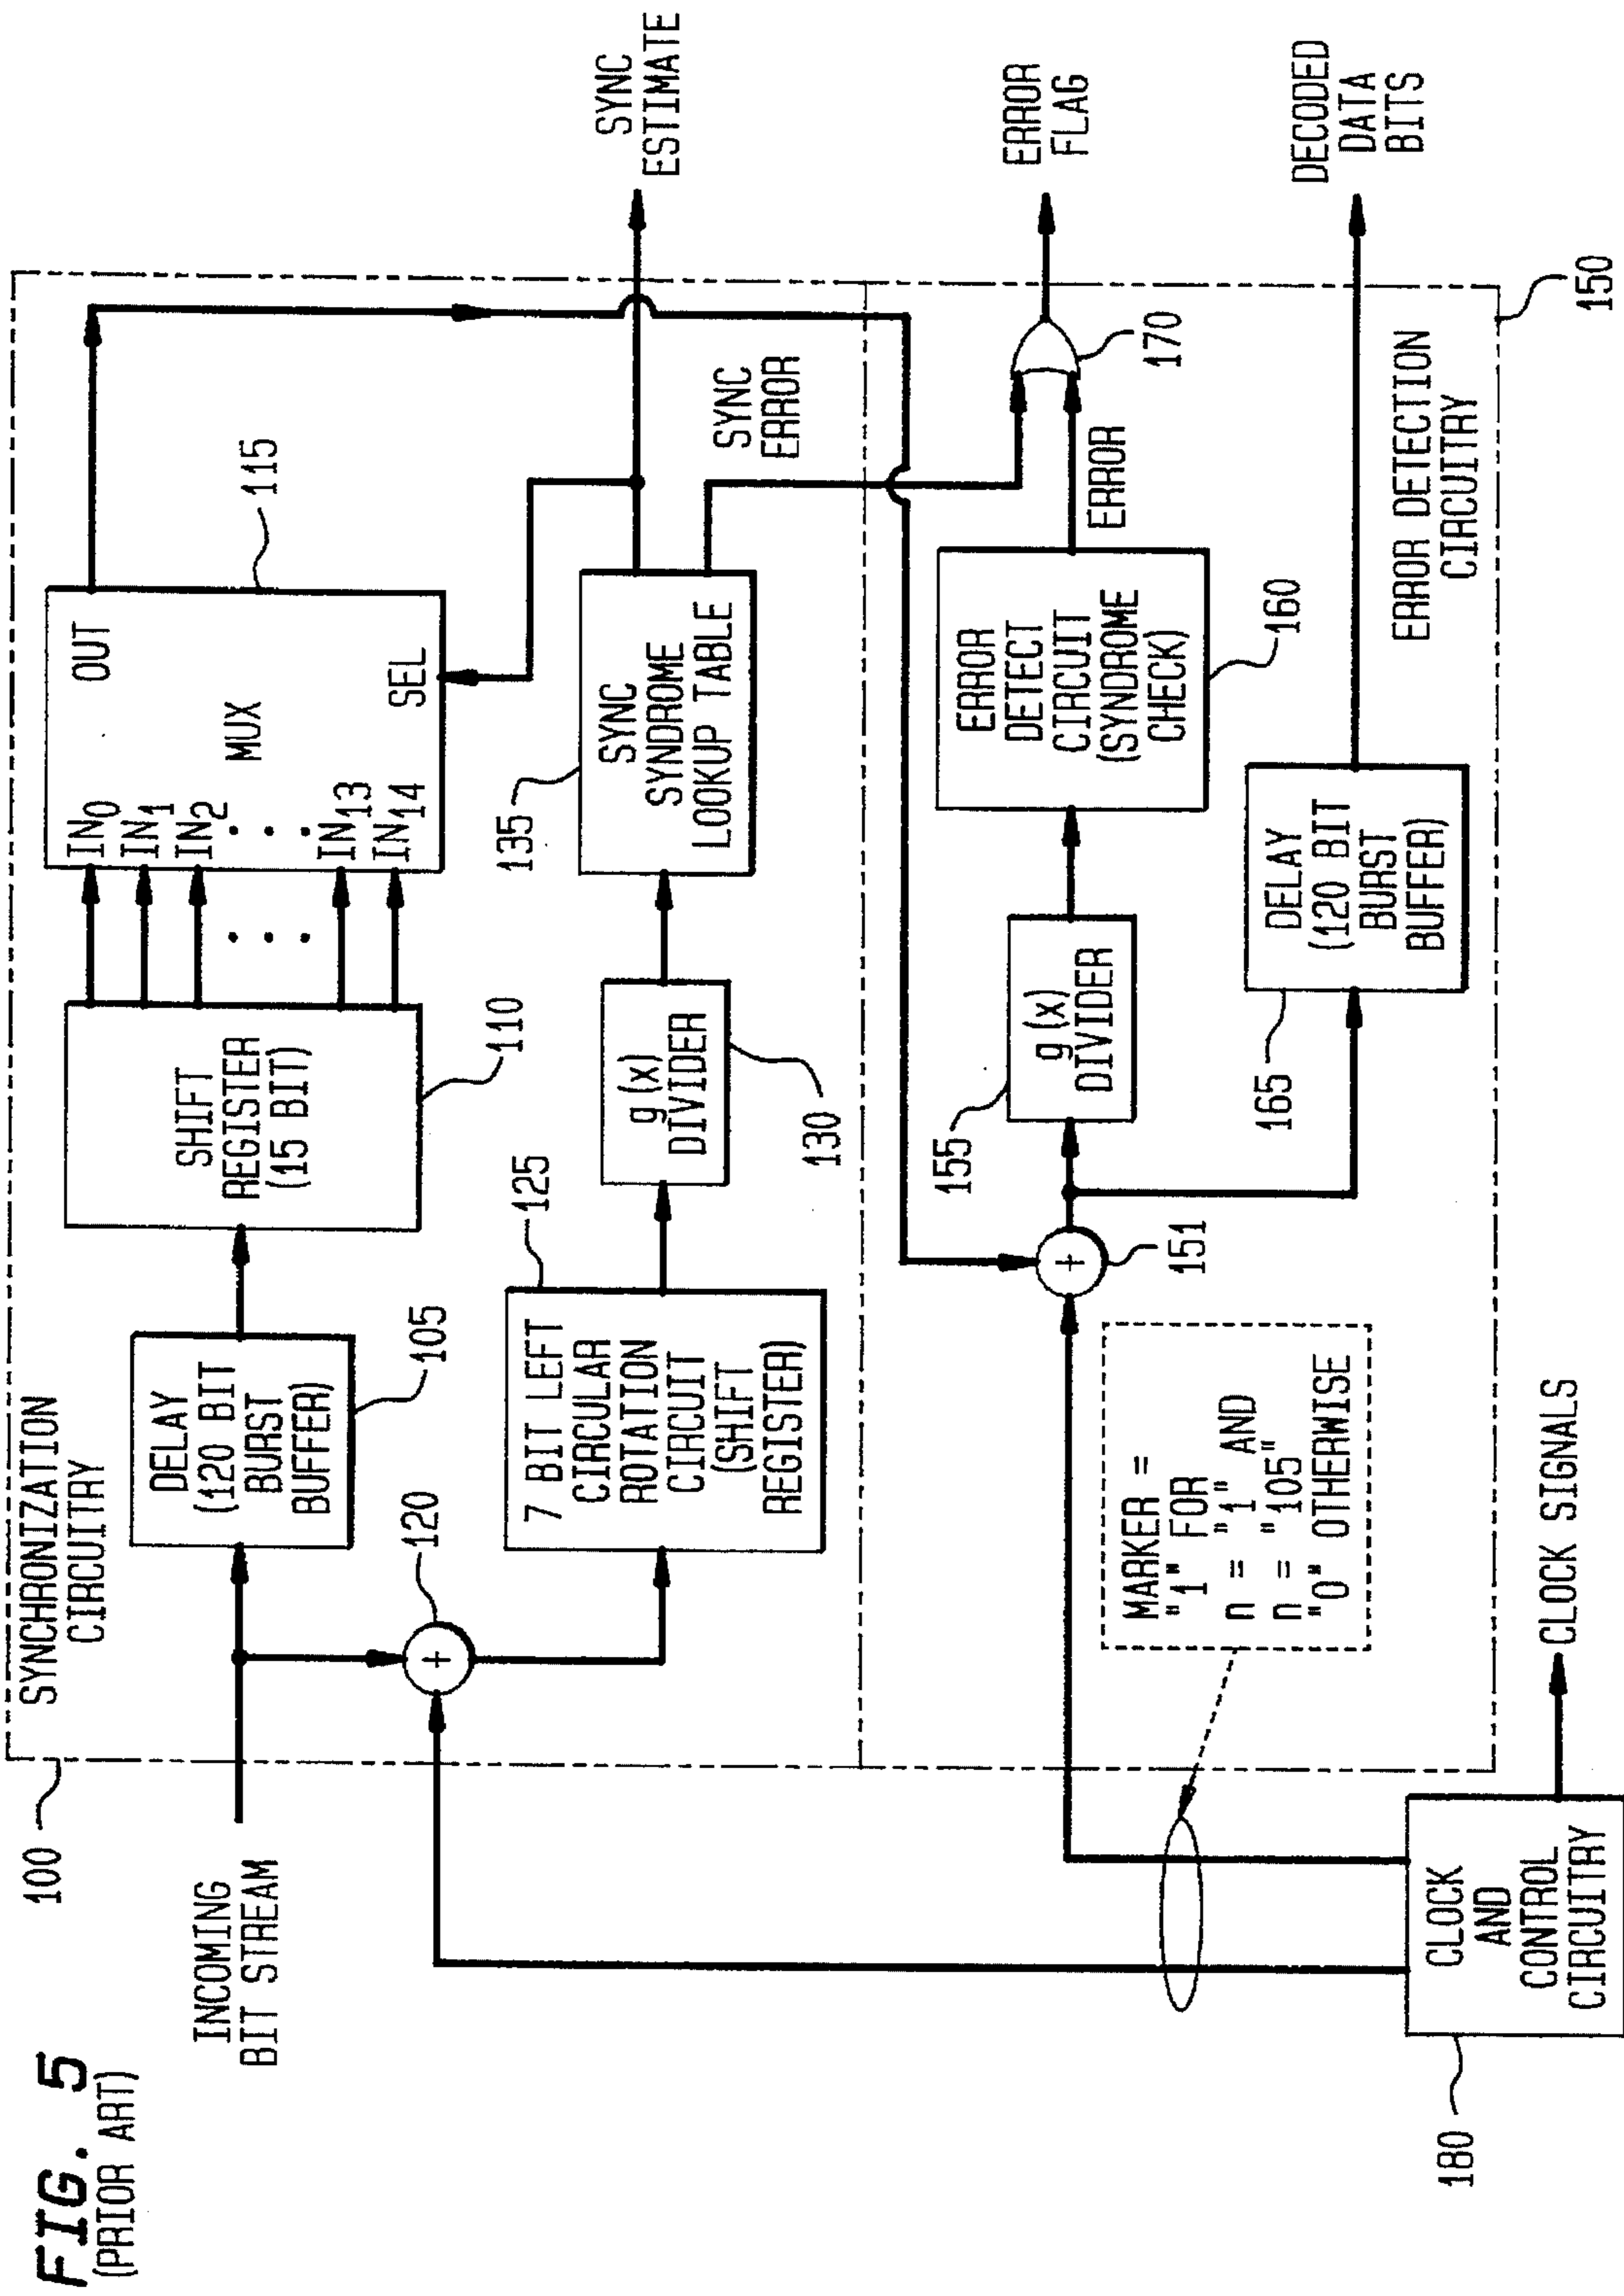 FIG. 5
(PRIOR ART)
100
SYNCHRONIZATION
CIRCUITRY
INCOMING
BIT STREAM
DELAY
(120 BIT
BURST
BUFFER)
105
SHIFT
REGISTER
(15 BIT)
110
IN0
IN1
IN2
. . .
IN13
IN14
. . .
OUT
MUX
SEL
115
120
+
7 BIT LEFT
CIRCULAR
ROTATION
CIRCUIT
(SHIFT
REGISTER)
125
g(x)
DIVIDER
130
SYNC
SYNDROME
LOOKUP TABLE
135
SYNC
ESTIMATE
SYNC
ERROR
+
151
g(x)
DIVIDER
155
ERROR
DETECT
CIRCUIT
(SYNDROME
CHECK)
160
ERROR
170
ERROR
FLAG
DELAY
(120 BIT
BURST
BUFFER)
165
DECODED
DATA
BITS
ERROR DETECTION
CIRCUITRY
150
MARKER =
"1" FOR
n = "1" AND
n = "105"
"0" OTHERWISE
CLOCK
AND
CONTROL
CIRCUITRY
180
CLOCK SIGNALS